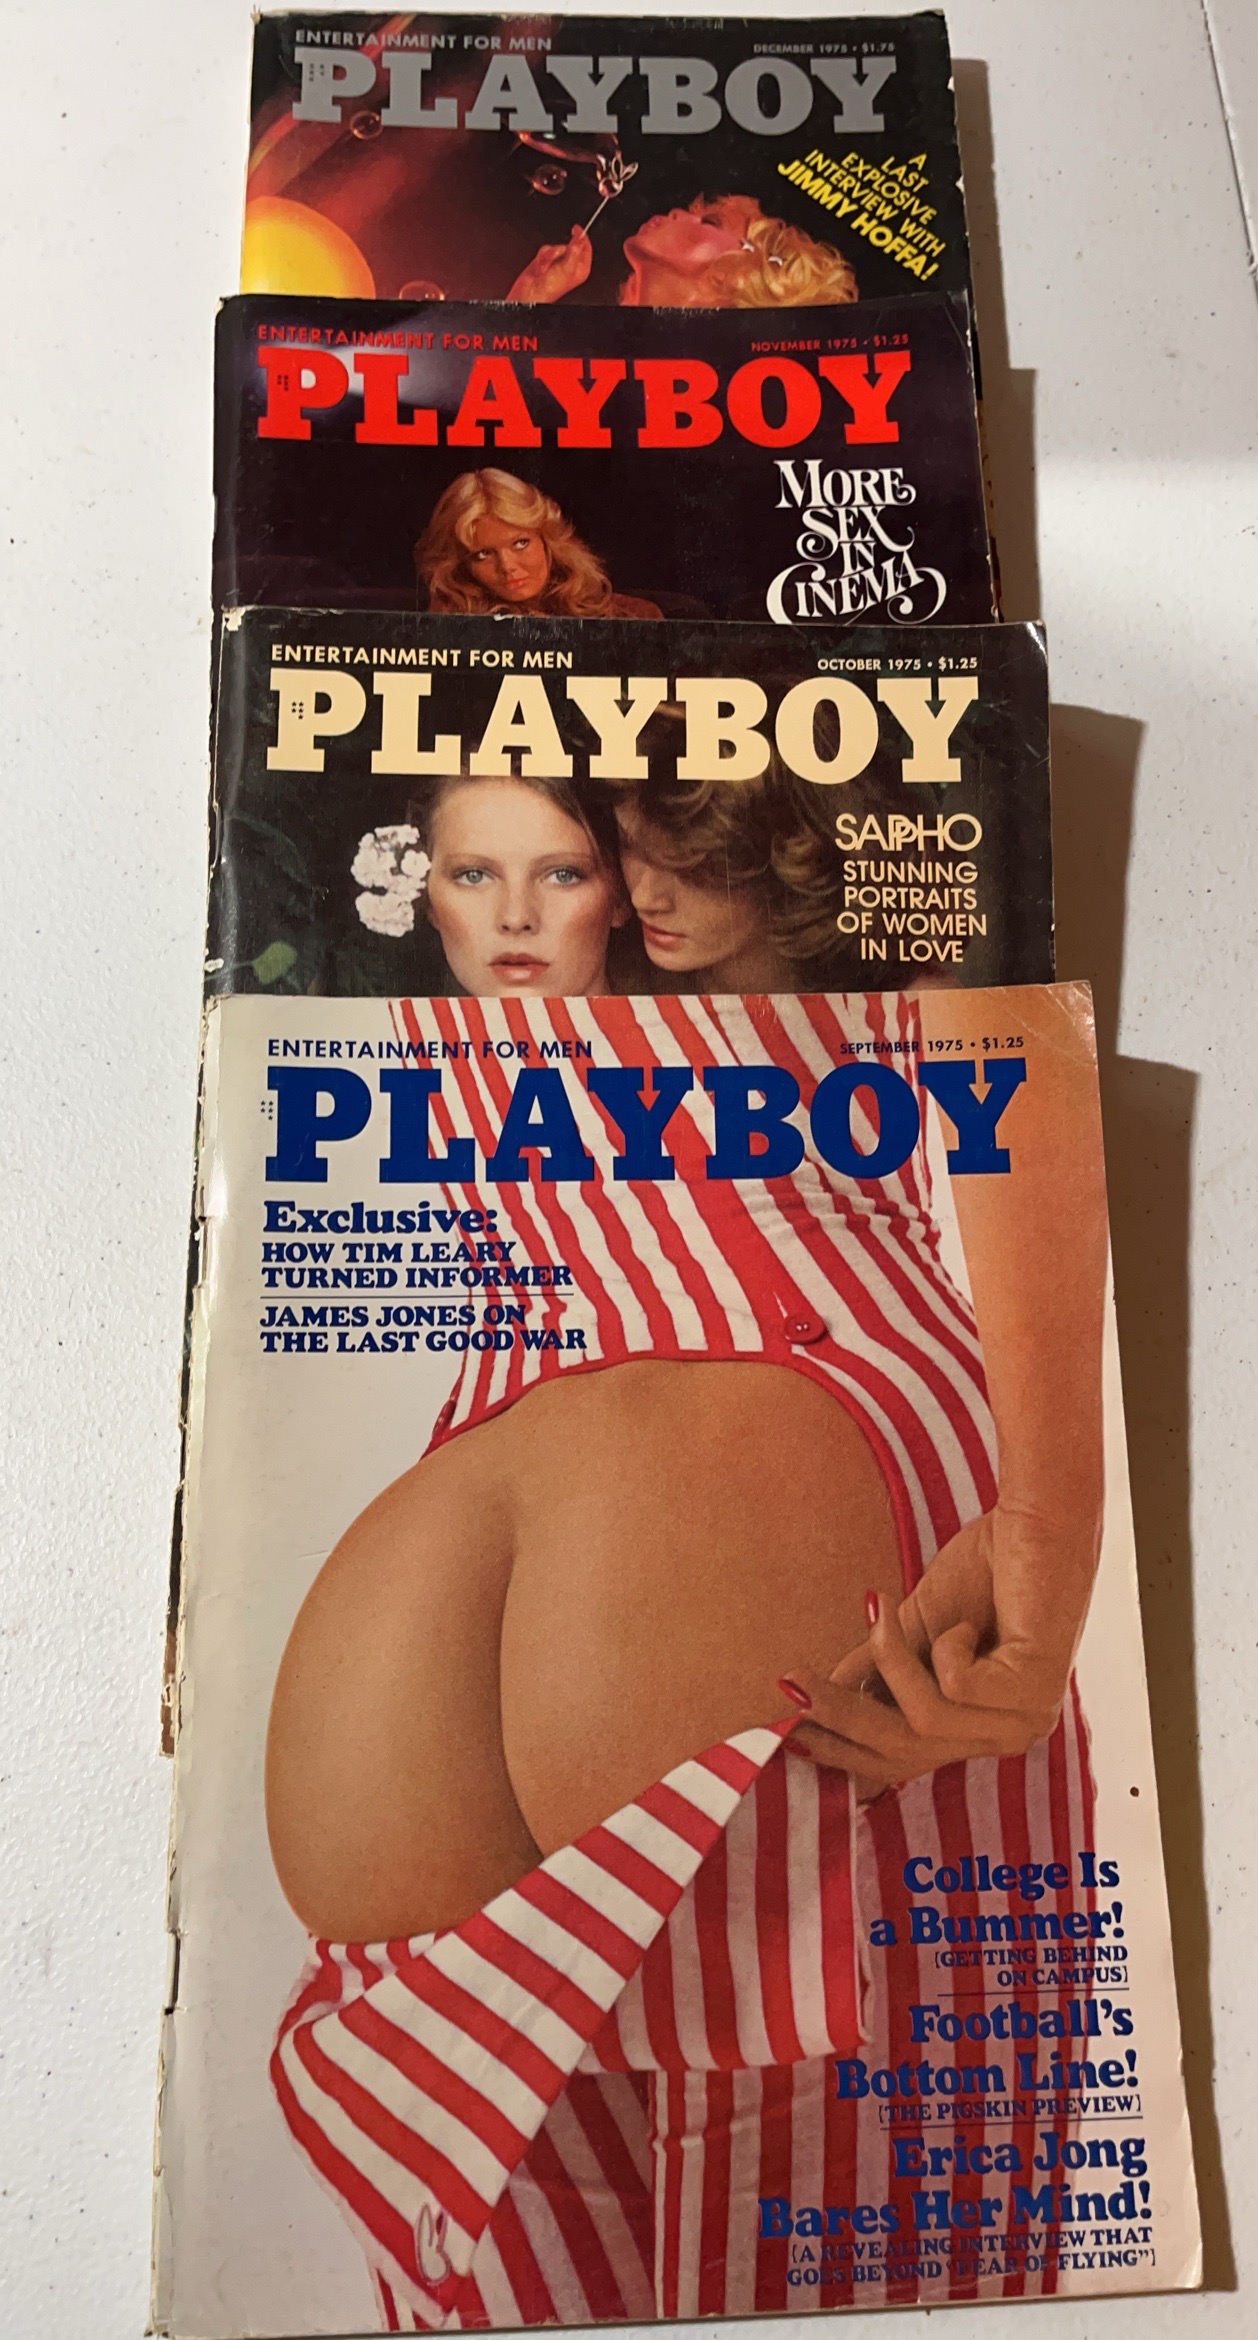 ENTERTAINMENT FOR MEN
DECEMBER 1975 • $1.75
PLAYBOY
A
LAST
EXPLOSIVE
INTERVIEW WITH
JIMMY HOFFA!
ENTERTAINMENT FOR MEN
NOVEMBER 1975 • $1.25
PLAYBOY
MORE
SEX
IN
CINEMA
ENTERTAINMENT FOR MEN
OCTOBER 1975 • $1.25
PLAYBOY
SAPPHO
STUNNING
PORTRAITS
OF WOMEN
IN LOVE
ENTERTAINMENT FOR MEN
SEPTEMBER 1975 • $1.25
PLAYBOY
Exclusive:
HOW TIM LEARY
TURNED INFORMER
JAMES JONES ON
THE LAST GOOD WAR
College Is
a Bummer!
(GETTING BEHIND
ON CAMPUS)
Football's
Bottom Line!
(THE PIGSKIN PREVIEW)
Erica Jong
Bares Her Mind!
(A REVEALING INTERVIEW THAT
GOES BEYOND "FEAR OF FLYING")